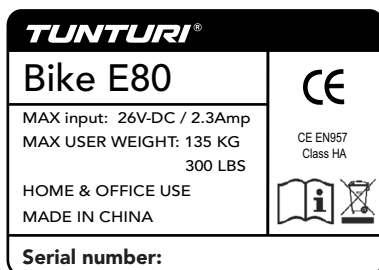 TUNTURI®
Bike E80
MAX input: 26V-DC / 2.3Amp
MAX USER WEIGHT: 135 KG
300 LBS
HOME & OFFICE USE
MADE IN CHINA
CE
CE EN957
Class HA
i
Serial number: